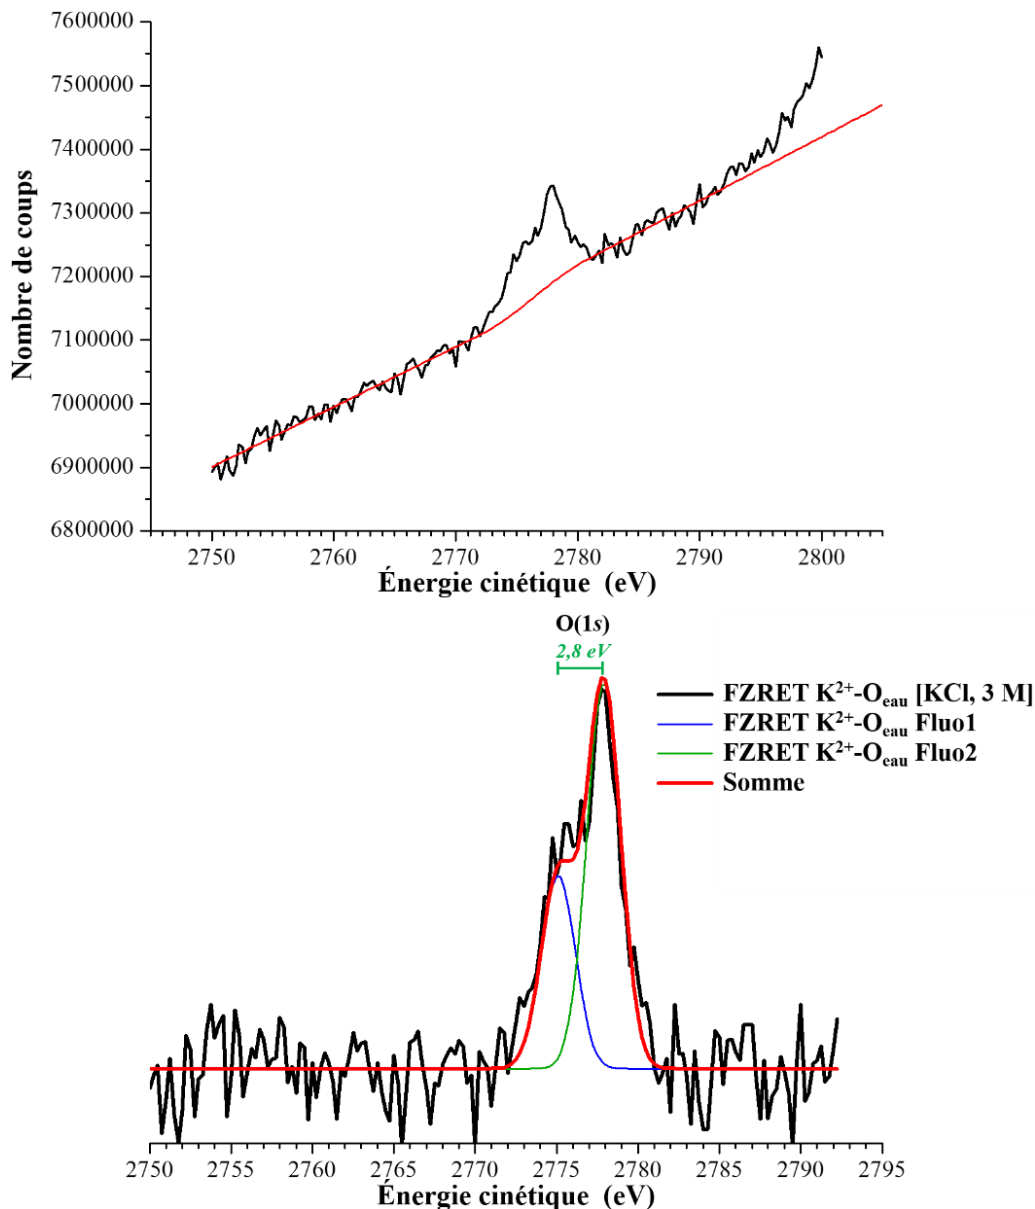 7600000
7500000
7400000
7300000
7200000
7100000
7000000
6900000
6800000
Nombre de coups
2750 2760 2770 2780 2790 2800
Énergie cinétique (eV)
O(1s)
2,8 eV
FZRET K²⁺-Oₑₐᵤ [KCl, 3 M]
FZRET K²⁺-Oₑₐᵤ Fluo1
FZRET K²⁺-Oₑₐᵤ Fluo2
Somme
2750 2755 2760 2765 2770 2775 2780 2785 2790 2795
Énergie cinétique (eV)